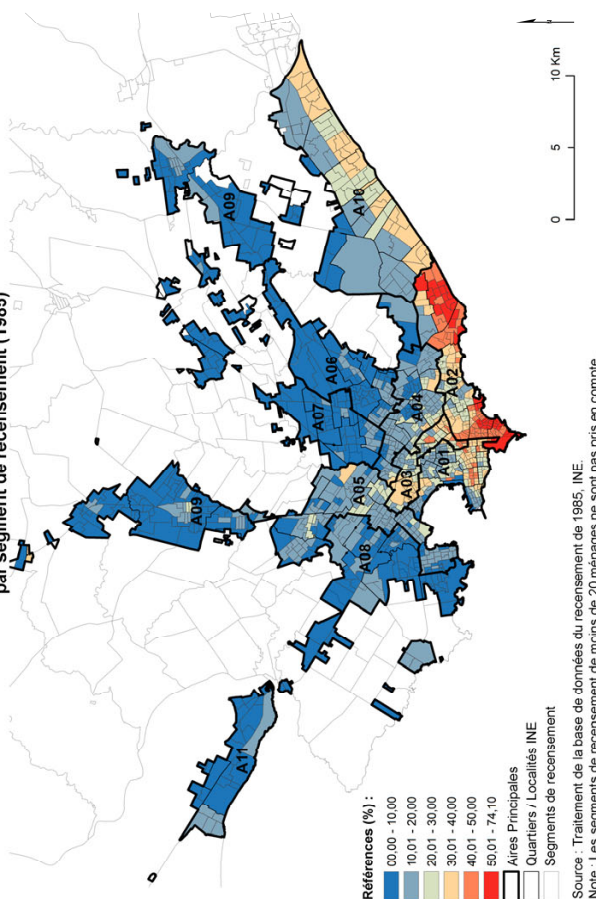 par segment de recensement (1985)
A09
A09
A10
A06
A07
A04
A02
A05
A03
A01
A08
A11
0 5 10 Km
Références (%) :
00,00 - 10,00
10,01 - 20,00
20,01 - 30,00
30,01 - 40,00
40,01 - 50,00
50,01 - 74,10
Aires Principales
Quartiers / Localités INE
Segments de recensement
Source : Traitement de la base de données du recensement de 1985, INE.
Note : Les segments de recensement de moins de 20 ménages ne sont pas pris en compte